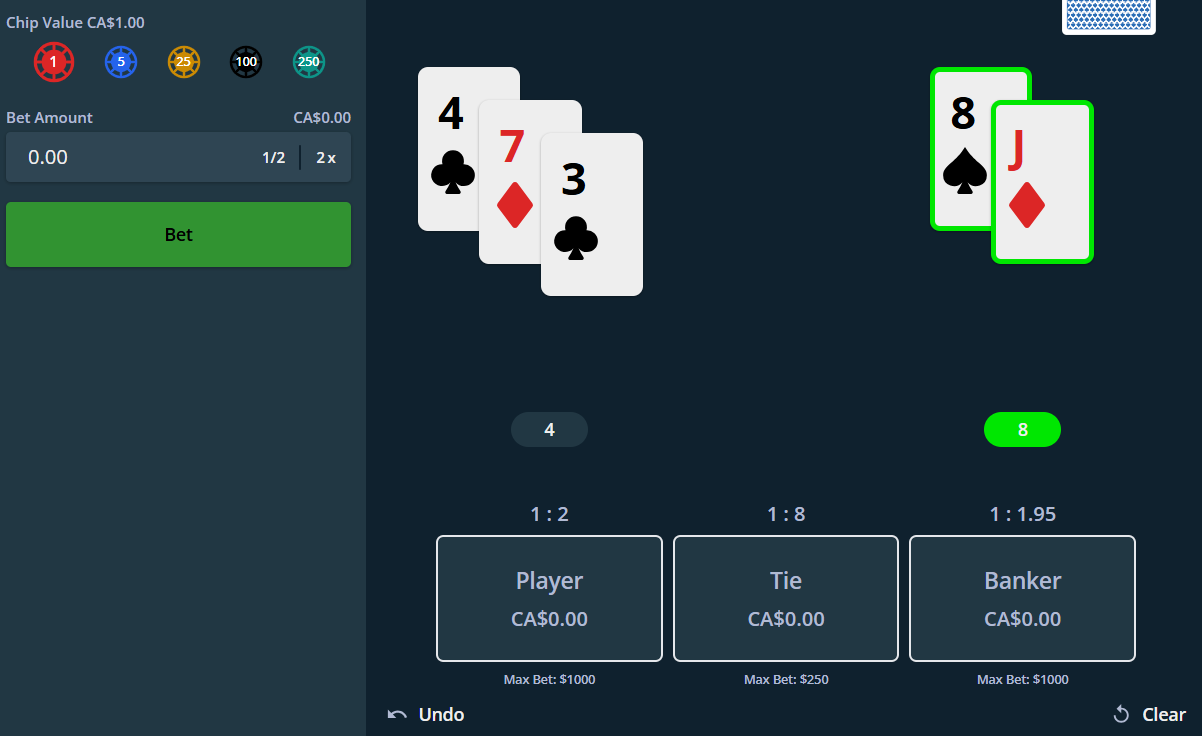 Chip Value CA$1.00
1 5 25 100 250
Bet Amount CA$0.00
0.00 1/2 2 x
Bet
4
7
3
8
J
4 8
1 : 2 1 : 8 1 : 1.95
Player Tie Banker
CA$0.00 CA$0.00 CA$0.00
Max Bet: $1000 Max Bet: $250 Max Bet: $1000
Undo Clear